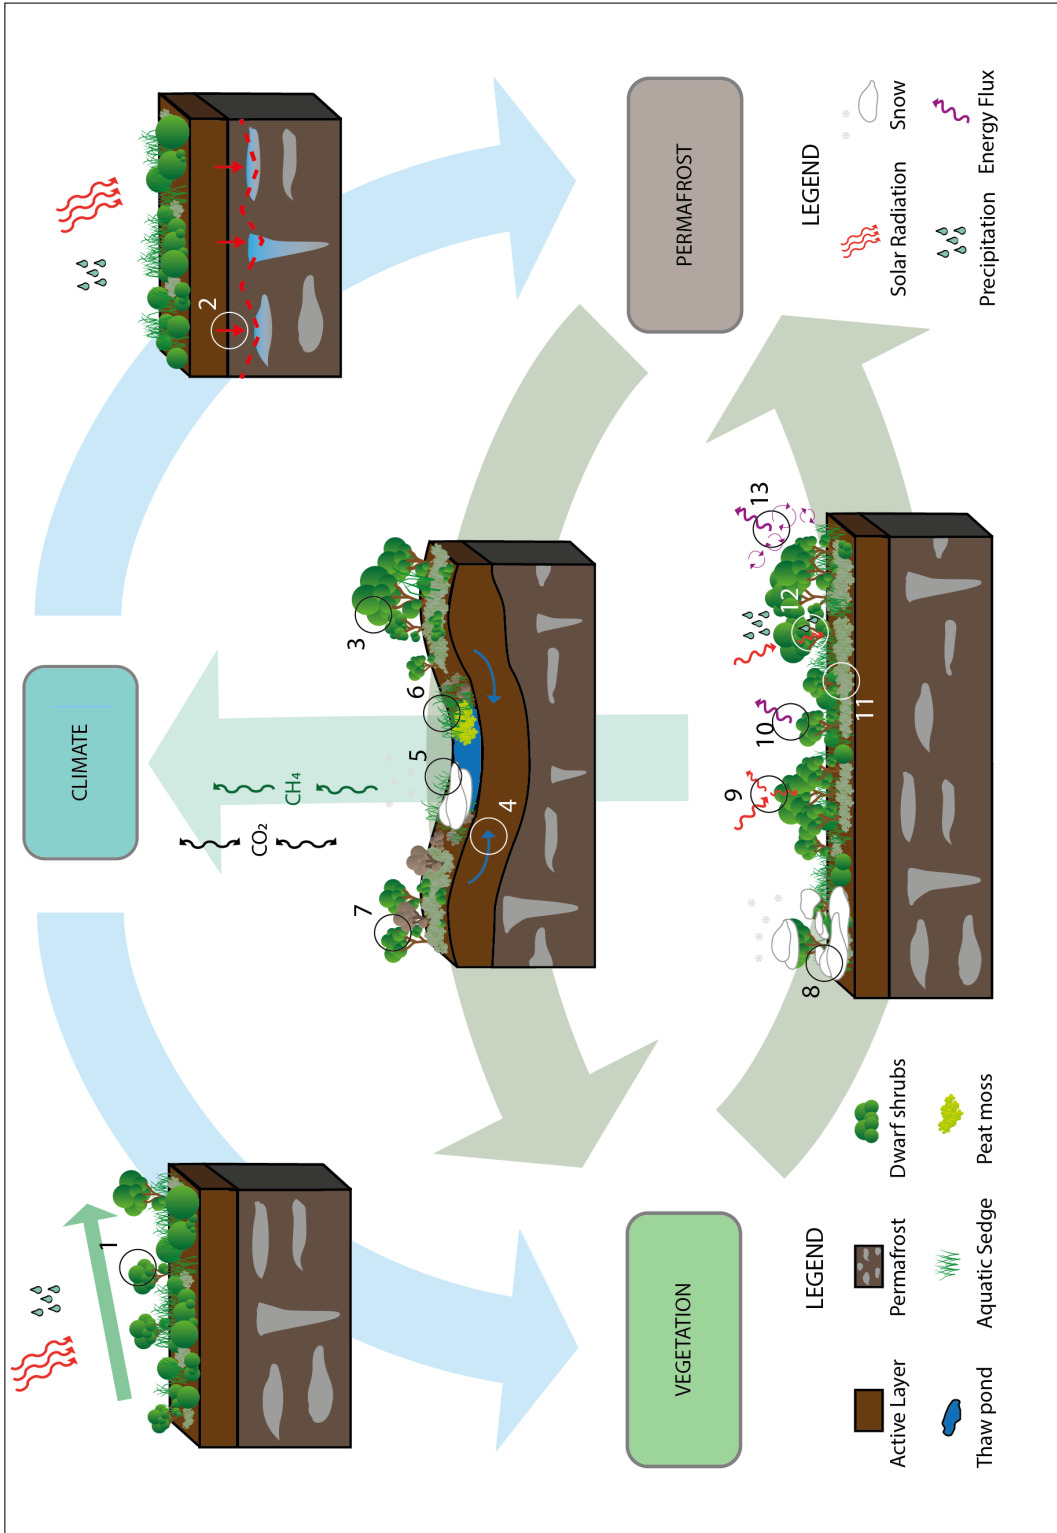 CLIMATE
1
2
CO₂
CH₄
7
5
6
3
4
VEGETATION
PERMAFROST
8
9
10
11
12
13
LEGEND
Active Layer
Permafrost
Dwarf shrubs
Thaw pond
Aquatic Sedge
Peat moss
LEGEND
Solar Radiation
Snow
Precipitation
Energy Flux